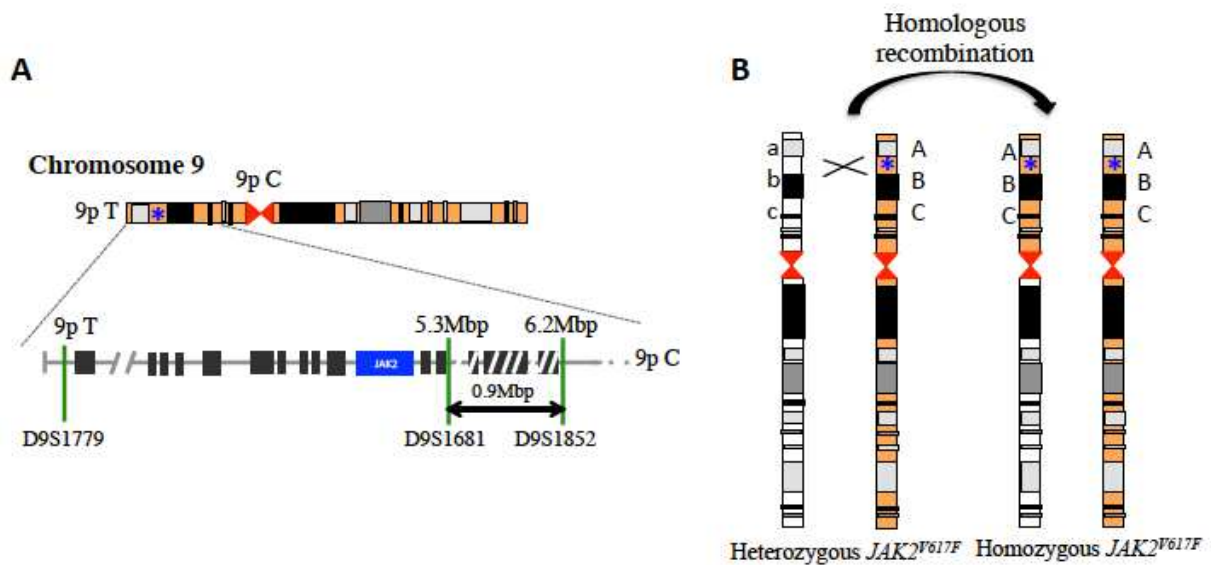 A
Chromosome 9
9p C
9p T
*
9p T
5.3Mbp
6.2Mbp
JAK2
9p C
0.9Mbp
D9S1779
D9S1681
D9S1852
B
Homologous
recombination
a
A
A
A
*
*
*
b
B
B
B
c
C
C
C
Heterozygous JAK2V617F
Homozygous JAK2V617F